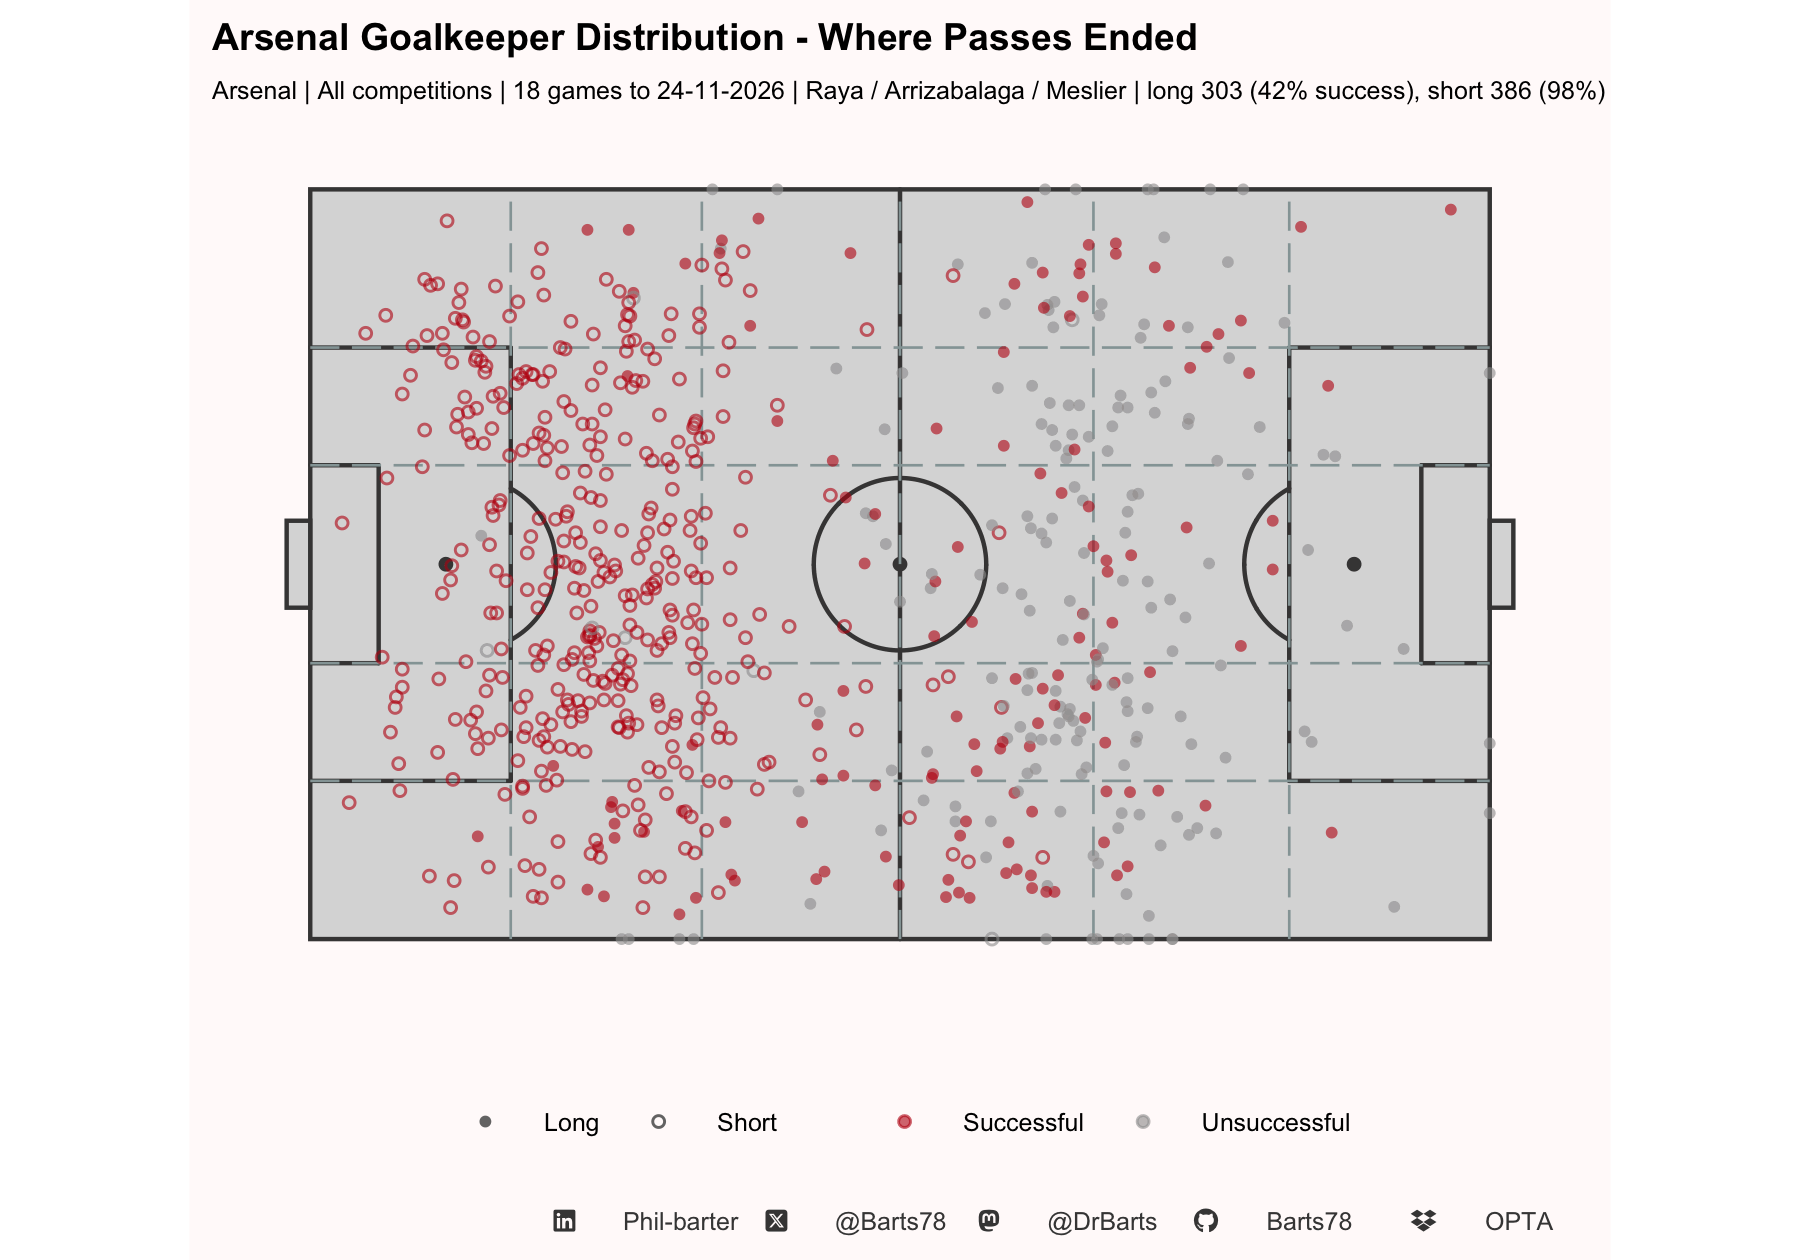 Arsenal Goalkeeper Distribution - Where Passes Ended
Arsenal | All competitions | 18 games to 24-11-2026 | Raya / Arrizabalaga / Meslier | long 303 (42% success), short 386 (98%)
Long Short Successful Unsuccessful
Phil-barter @Barts78 @DrBarts Barts78 OPTA